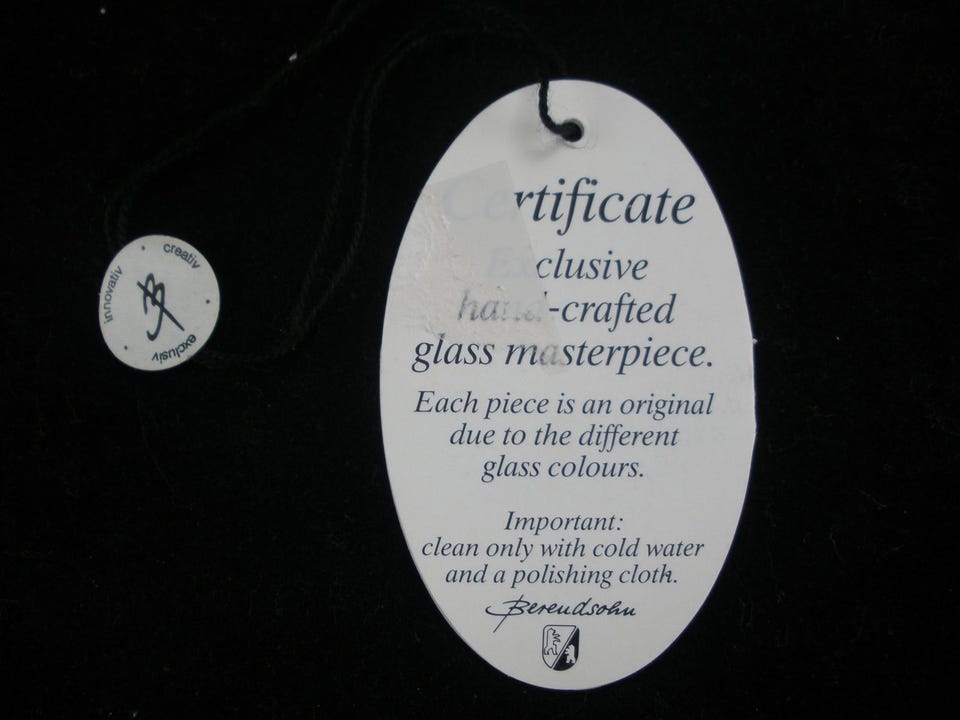 Certificate
Exclusive
hand-crafted
glass masterpiece.
Each piece is an original
due to the different
glass colours.
Important:
clean only with cold water
and a polishing cloth.
Berendsohn
innovativ · creativ · exclusiv ·